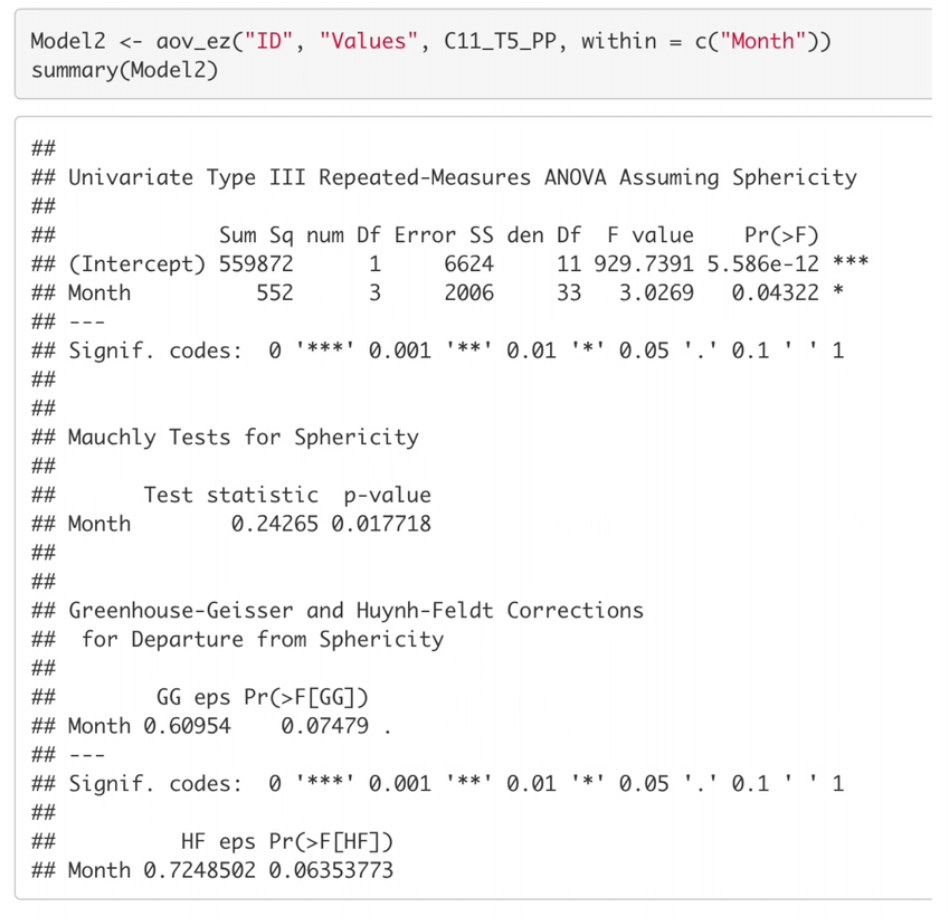 Model2 <- aov_ez("ID", "Values", C11_T5_PP, within = c("Month"))
summary(Model2)
##
## Univariate Type III Repeated-Measures ANOVA Assuming Sphericity
##
##             Sum Sq num Df Error SS den Df  F value    Pr(>F)
## (Intercept) 559872      1     6624     11 929.7391 5.586e-12 ***
## Month          552      3     2006     33   3.0269   0.04322 *
## ---
## Signif. codes:  0 '***' 0.001 '**' 0.01 '*' 0.05 '.' 0.1 ' ' 1
##
##
## Mauchly Tests for Sphericity
##
##       Test statistic  p-value
## Month        0.24265 0.017718
##
##
## Greenhouse-Geisser and Huynh-Feldt Corrections
##  for Departure from Sphericity
##
##        GG eps Pr(>F[GG])
## Month 0.60954    0.07479 .
## ---
## Signif. codes:  0 '***' 0.001 '**' 0.01 '*' 0.05 '.' 0.1 ' ' 1
##
##          HF eps Pr(>F[HF])
## Month 0.7248502 0.06353773